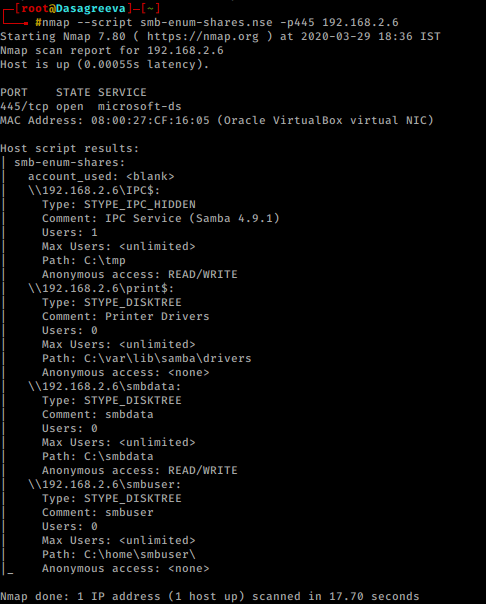 [root@Dasagreeva]-[~]
#nmap --script smb-enum-shares.nse -p445 192.168.2.6
Starting Nmap 7.80 ( https://nmap.org ) at 2020-03-29 18:36 IST
Nmap scan report for 192.168.2.6
Host is up (0.00055s latency).

PORT    STATE SERVICE
445/tcp open  microsoft-ds
MAC Address: 08:00:27:CF:16:05 (Oracle VirtualBox virtual NIC)

Host script results:
| smb-enum-shares:
|   account_used: <blank>
|   \\192.168.2.6\IPC$:
|     Type: STYPE_IPC_HIDDEN
|     Comment: IPC Service (Samba 4.9.1)
|     Users: 1
|     Max Users: <unlimited>
|     Path: C:\tmp
|     Anonymous access: READ/WRITE
|   \\192.168.2.6\print$:
|     Type: STYPE_DISKTREE
|     Comment: Printer Drivers
|     Users: 0
|     Max Users: <unlimited>
|     Path: C:\var\lib\samba\drivers
|     Anonymous access: <none>
|   \\192.168.2.6\smbdata:
|     Type: STYPE_DISKTREE
|     Comment: smbdata
|     Users: 0
|     Max Users: <unlimited>
|     Path: C:\smbdata
|     Anonymous access: READ/WRITE
|   \\192.168.2.6\smbuser:
|     Type: STYPE_DISKTREE
|     Comment: smbuser
|     Users: 0
|     Max Users: <unlimited>
|     Path: C:\home\smbuser\
|_    Anonymous access: <none>

Nmap done: 1 IP address (1 host up) scanned in 17.70 seconds